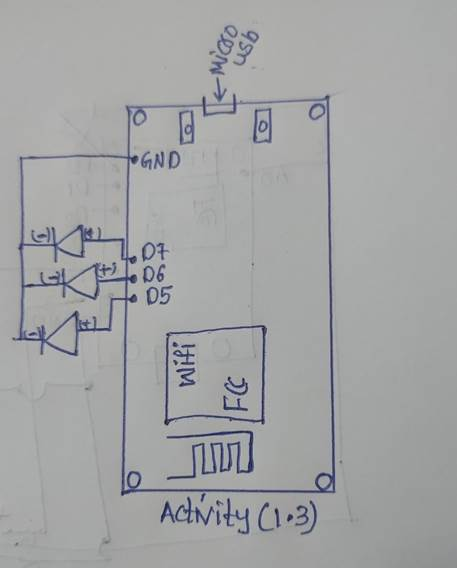 Micro
usb
GND
(-) (+)
D7
(-) (+)
D6
D5
(-) (+)
WiFi
FCC
Activity (1.3)